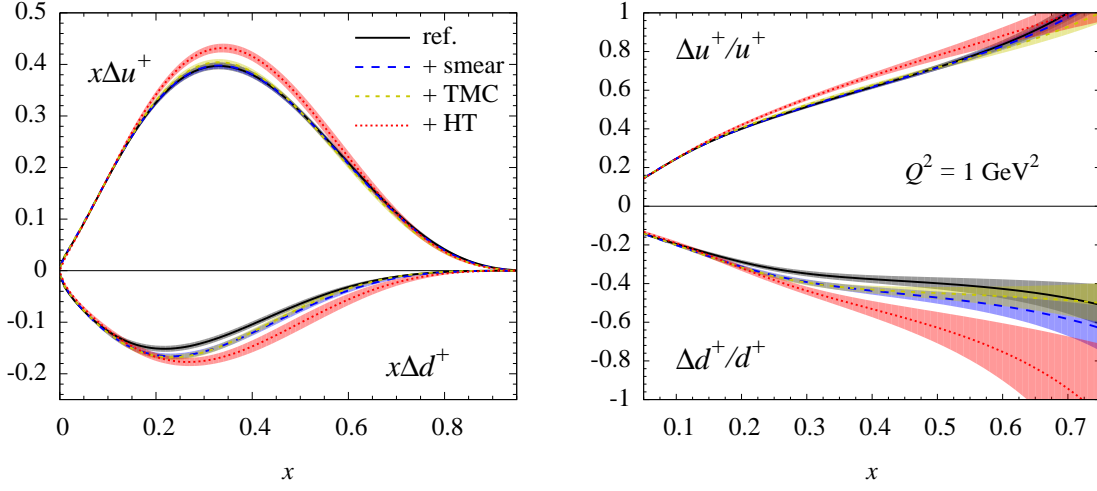 0.5
0.4
0.3
0.2
0.1
0
-0.1
-0.2
xΔu⁺
ref.
+ smear
+ TMC
+ HT
xΔd⁺
0 0.2 0.4 0.6 0.8
x
1
0.8
0.6
0.4
0.2
0
-0.2
-0.4
-0.6
-0.8
-1
Δu⁺/u⁺
Q² = 1 GeV²
Δd⁺/d⁺
0.1 0.2 0.3 0.4 0.5 0.6 0.7
x